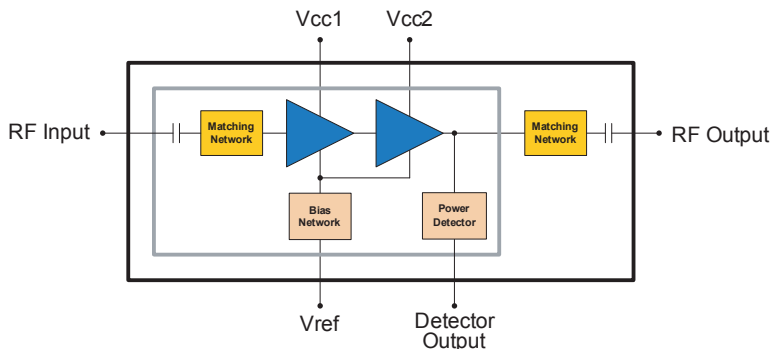 Vcc1
Vcc2
RF Input
Matching
Network
Matching
Network
RF Output
Bias
Network
Power
Detector
Vref
Detector
Output